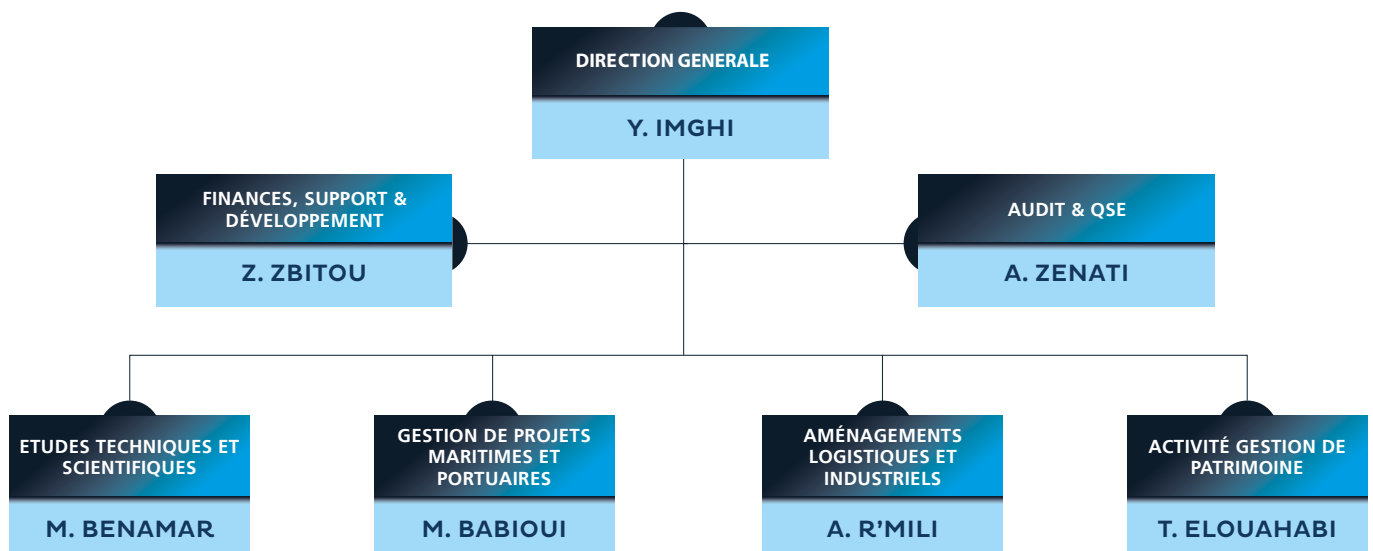 DIRECTION GENERALE
Y. IMGHI
FINANCES, SUPPORT &
DÉVELOPPEMENT
Z. ZBITOU
AUDIT & QSE
A. ZENATI
ETUDES TECHNIQUES ET
SCIENTIFIQUES
M. BENAMAR
GESTION DE PROJETS
MARITIMES ET
PORTUAIRES
M. BABIOUI
AMÉNAGEMENTS
LOGISTIQUES ET
INDUSTRIELS
A. R’MILI
ACTIVITÉ GESTION DE
PATRIMOINE
T. ELOUAHABI